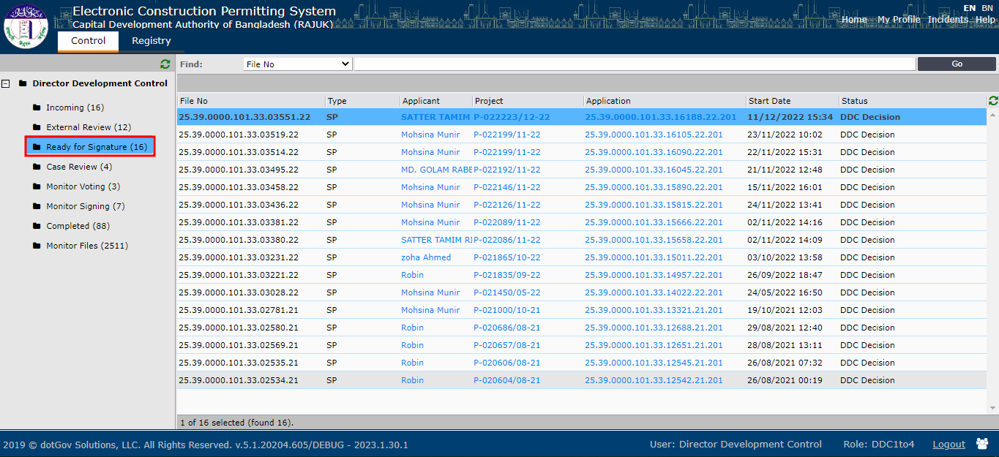 Electronic Construction Permitting System
Capital Development Authority of Bangladesh (RAJUK)
EN BN
Home My Profile Incidents Help
Control Registry
Find: File No Go
Director Development Control
Incoming (16)
External Review (12)
Ready for Signature (16)
Case Review (4)
Monitor Voting (3)
Monitor Signing (7)
Completed (88)
Monitor Files (2511)
File No Type Applicant Project Application Start Date Status
25.39.0000.101.33.03551.22 SP SATTER TAMIM P-022223/12-22 25.39.0000.101.33.16188.22.201 11/12/2022 15:34 DDC Decision
25.39.0000.101.33.03519.22 SP Mohsina Munir P-022199/11-22 25.39.0000.101.33.16105.22.201 23/11/2022 10:02 DDC Decision
25.39.0000.101.33.03514.22 SP Mohsina Munir P-022199/11-22 25.39.0000.101.33.16090.22.201 22/11/2022 15:31 DDC Decision
25.39.0000.101.33.03495.22 SP MD. GOLAM RABE P-022192/11-22 25.39.0000.101.33.16045.22.201 21/11/2022 12:48 DDC Decision
25.39.0000.101.33.03458.22 SP Mohsina Munir P-022146/11-22 25.39.0000.101.33.15890.22.201 15/11/2022 16:01 DDC Decision
25.39.0000.101.33.03436.22 SP Mohsina Munir P-022126/11-22 25.39.0000.101.33.15815.22.201 24/11/2022 13:41 DDC Decision
25.39.0000.101.33.03381.22 SP Mohsina Munir P-022089/11-22 25.39.0000.101.33.15666.22.201 02/11/2022 14:16 DDC Decision
25.39.0000.101.33.03380.22 SP SATTER TAMIM RI P-022086/11-22 25.39.0000.101.33.15658.22.201 02/11/2022 14:09 DDC Decision
25.39.0000.101.33.03231.22 SP zoha Ahmed P-021865/10-22 25.39.0000.101.33.15011.22.201 03/10/2022 13:58 DDC Decision
25.39.0000.101.33.03221.22 SP Robin P-021835/09-22 25.39.0000.101.33.14957.22.201 26/09/2022 18:47 DDC Decision
25.39.0000.101.33.03028.22 SP Mohsina Munir P-021450/05-22 25.39.0000.101.33.14022.22.201 24/05/2022 16:50 DDC Decision
25.39.0000.101.33.02781.21 SP Mohsina Munir P-021000/10-21 25.39.0000.101.33.13321.21.201 19/10/2021 12:03 DDC Decision
25.39.0000.101.33.02580.21 SP Robin P-020686/08-21 25.39.0000.101.33.12688.21.201 29/08/2021 12:40 DDC Decision
25.39.0000.101.33.02569.21 SP Robin P-020657/08-21 25.39.0000.101.33.12651.21.201 28/08/2021 13:11 DDC Decision
25.39.0000.101.33.02535.21 SP Robin P-020606/08-21 25.39.0000.101.33.12545.21.201 26/08/2021 07:32 DDC Decision
25.39.0000.101.33.02534.21 SP Robin P-020604/08-21 25.39.0000.101.33.12542.21.201 26/08/2021 00:19 DDC Decision
1 of 16 selected (found 16).
2019 © dotGov Solutions, LLC. All Rights Reserved. v.5.1.20204.605/DEBUG - 2023.1.30.1 User: Director Development Control Role: DDC1to4 Logout